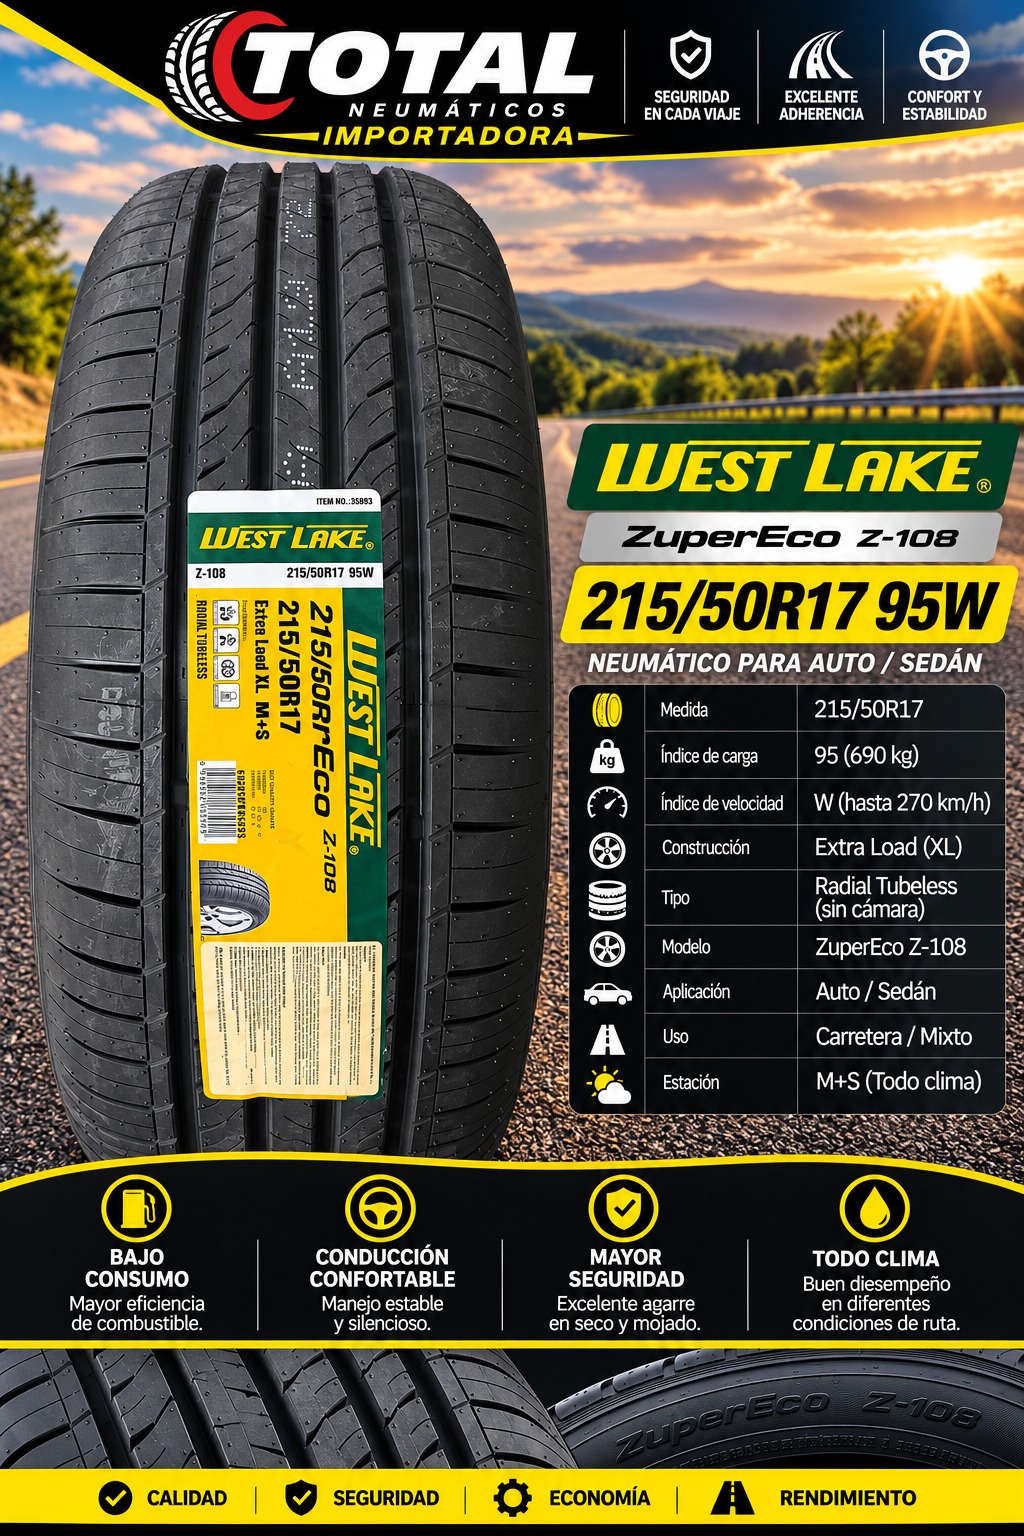 TOTAL
NEUMÁTICOS
IMPORTADORA
SEGURIDAD
EN CADA VIAJE
EXCELENTE
ADHERENCIA
CONFORT Y
ESTABILIDAD
ITEM NO.:35893
WEST LAKE®
Z-108 215/50R17 95W
WEST LAKE®
215/50RrEco Z-108
215/50R17
Extea Laod XL M+S
RADIAL TUBELESS
WEST LAKE®
ZuperEco Z-108
215/50R17 95W
NEUMÁTICO PARA AUTO / SEDÁN
Medida 215/50R17
kg
Índice de carga 95 (690 kg)
Índice de velocidad W (hasta 270 km/h)
Construcción Extra Load (XL)
Tipo Radial Tubeless
(sin cámara)
Modelo ZuperEco Z-108
Aplicación Auto / Sedán
Uso Carretera / Mixto
Estación M+S (Todo clima)
BAJO
CONSUMO
Mayor eficiencia
de combustible.
CONDUCCIÓN
CONFORTABLE
Manejo estable
y silencioso.
MAYOR
SEGURIDAD
Excelente agarre
en seco y mojado.
TODO CLIMA
Buen diesempeño
en diferentes
condiciones de ruta.
ZuperEco Z-108
CALIDAD
SEGURIDAD
ECONOMÍA
RENDIMIENTO